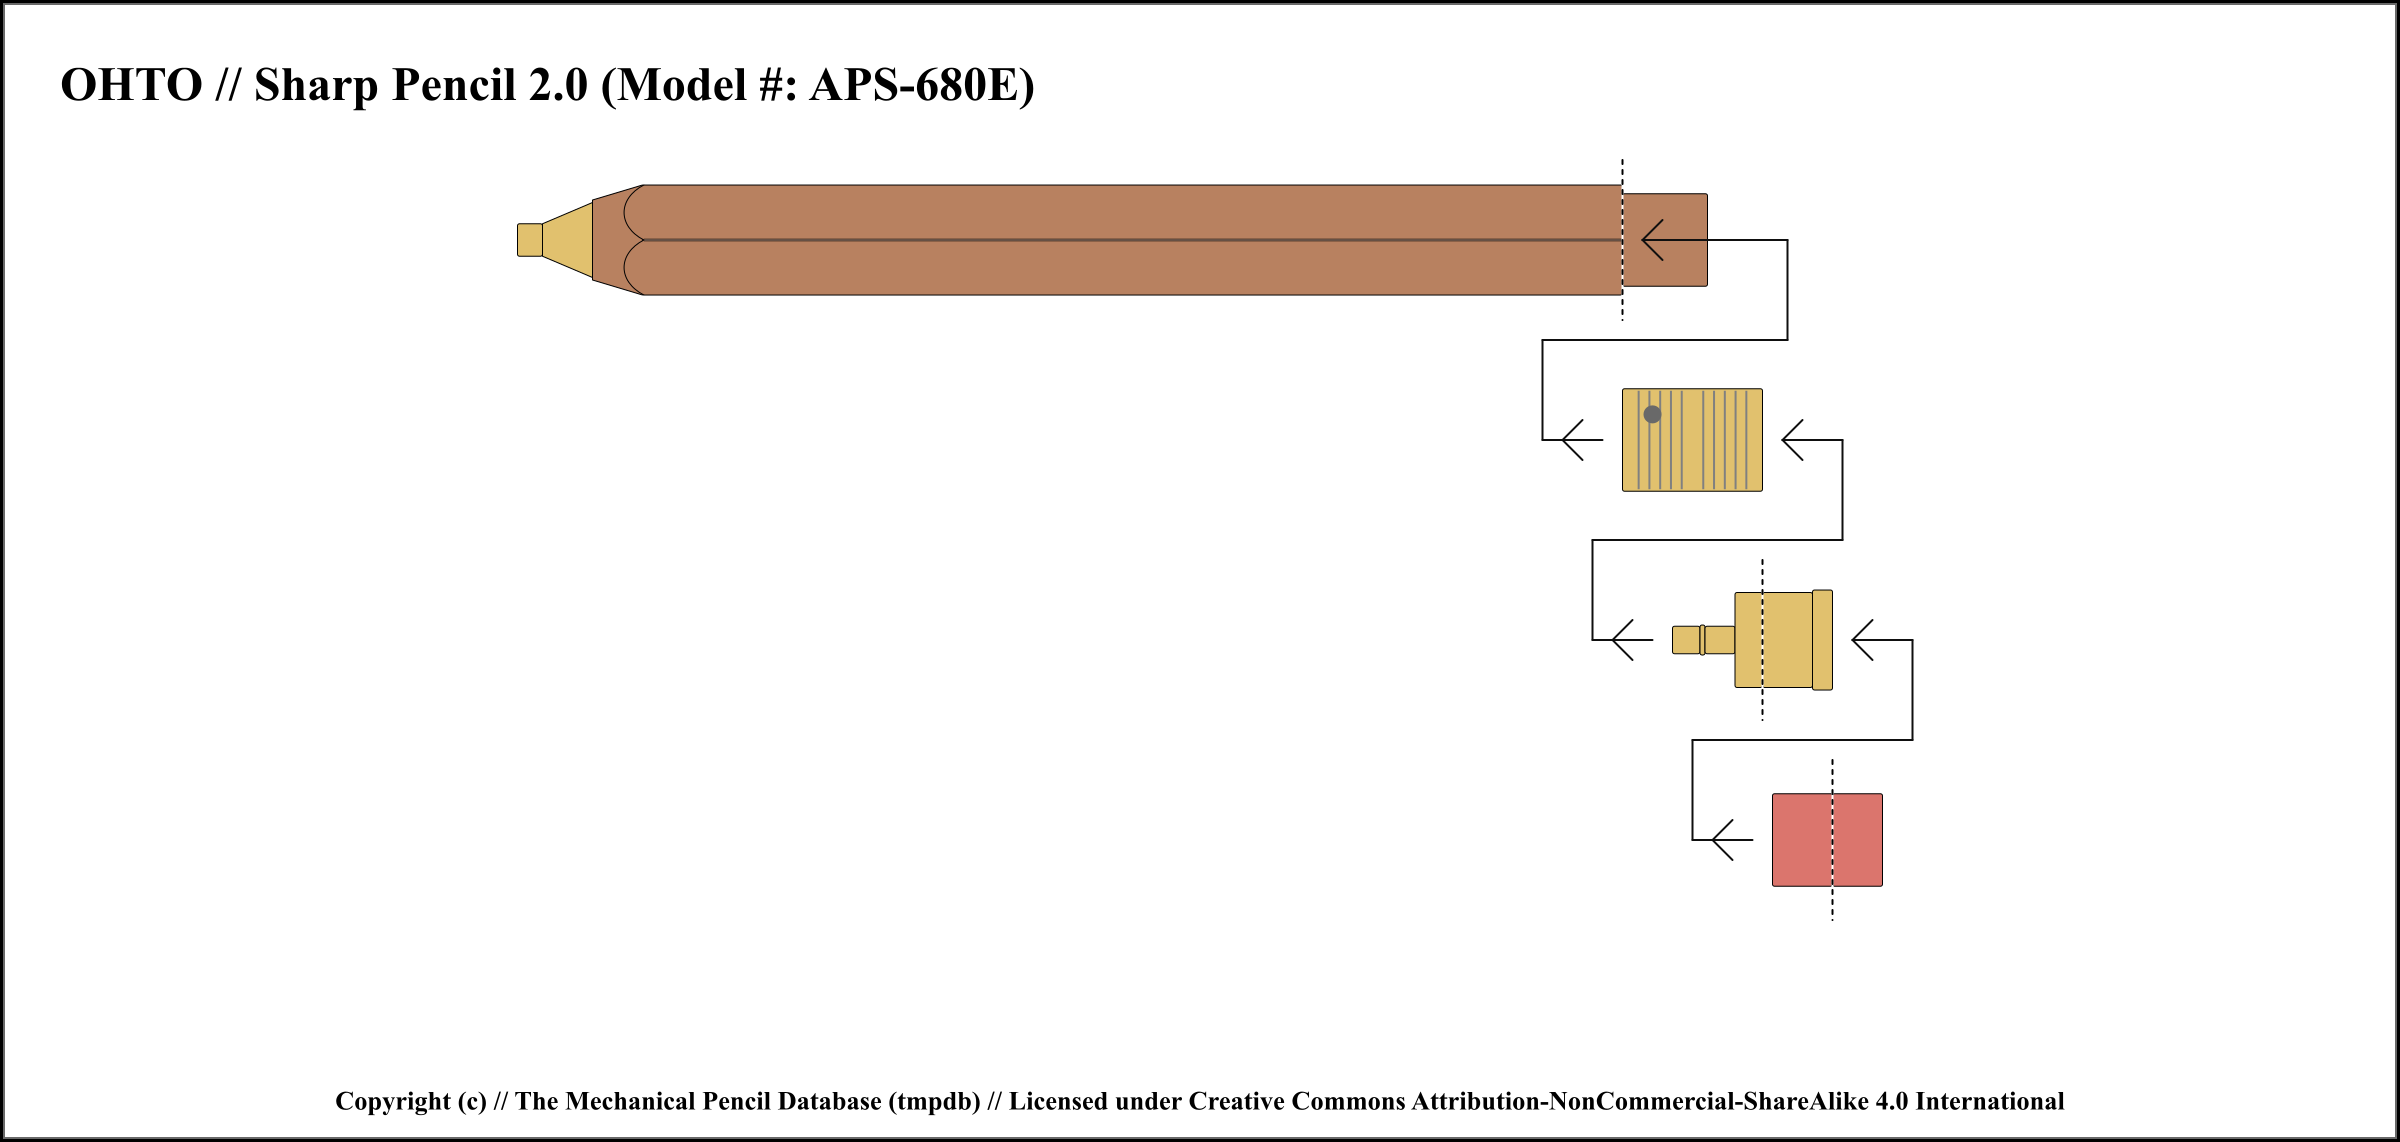 OHTO // Sharp Pencil 2.0 (Model #: APS-680E)
Copyright (c) // The Mechanical Pencil Database (tmpdb) // Licensed under Creative Commons Attribution-NonCommercial-ShareAlike 4.0 International